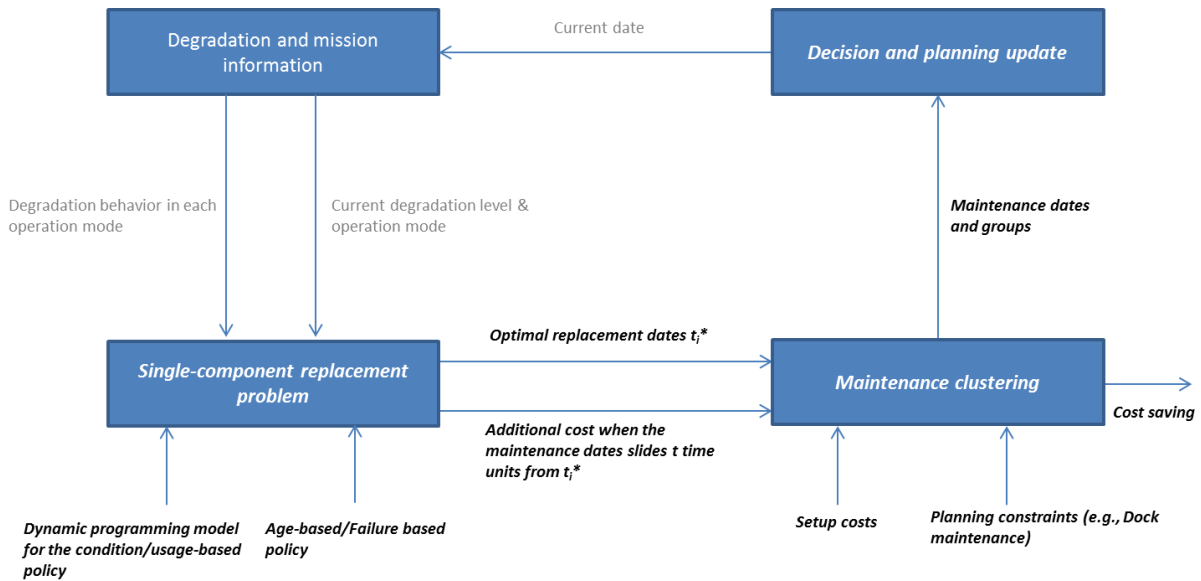 Degradation and mission
information
Current date
Decision and planning update
Degradation behavior in each
operation mode
Current degradation level &
operation mode
Maintenance dates
and groups
Single-component replacement
problem
Optimal replacement dates tᵢ*
Additional cost when the
maintenance dates slides t time
units from tᵢ*
Maintenance clustering
Cost saving
Dynamic programming model
for the condition/usage-based
policy
Age-based/Failure based
policy
Setup costs
Planning constraints (e.g., Dock
maintenance)